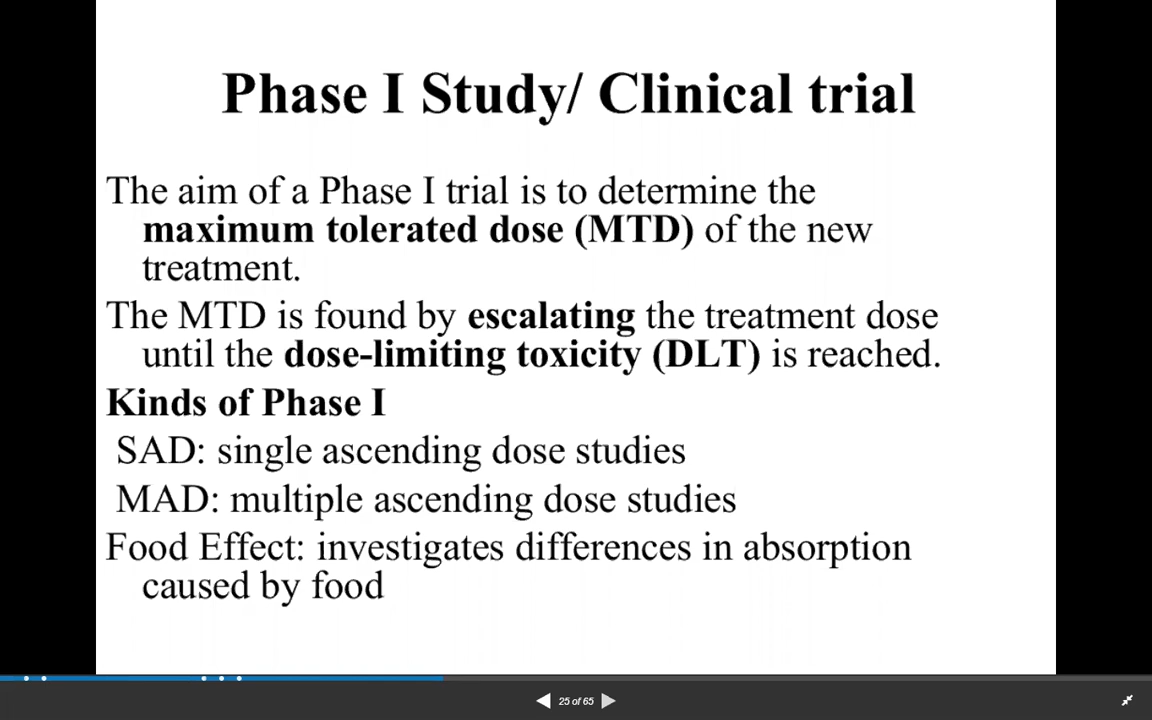 Phase I Study/ Clinical trial
The aim of a Phase I trial is to determine the
maximum tolerated dose (MTD) of the new
treatment.
The MTD is found by escalating the treatment dose
until the dose-limiting toxicity (DLT) is reached.
Kinds of Phase I
SAD: single ascending dose studies
MAD: multiple ascending dose studies
Food Effect: investigates differences in absorption
caused by food
25 of 65